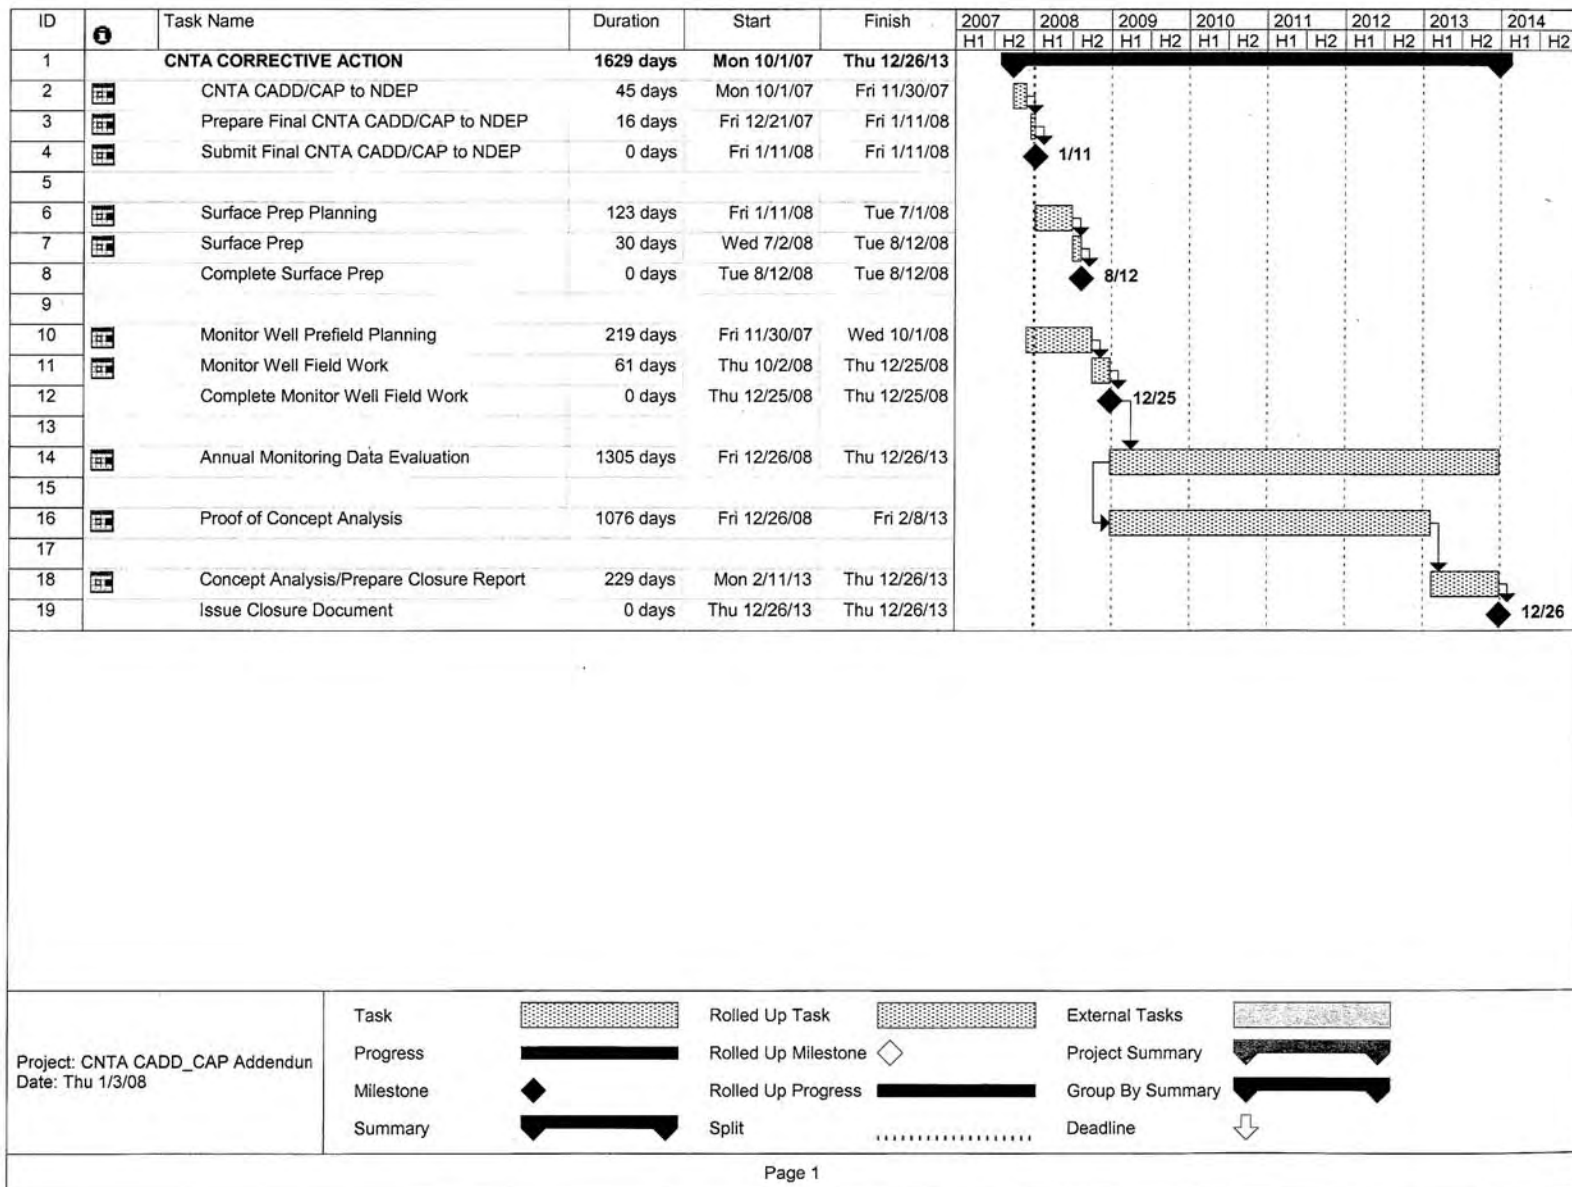 ID Task Name Duration Start Finish 2007 2008 2009 2010 2011 2012 2013 2014
H1 H2 H1 H2 H1 H2 H1 H2 H1 H2 H1 H2 H1 H2 H1 H2
1 CNTA CORRECTIVE ACTION 1629 days Mon 10/1/07 Thu 12/26/13
2 CNTA CADD/CAP to NDEP 45 days Mon 10/1/07 Fri 11/30/07
3 Prepare Final CNTA CADD/CAP to NDEP 16 days Fri 12/21/07 Fri 1/11/08
4 Submit Final CNTA CADD/CAP to NDEP 0 days Fri 1/11/08 Fri 1/11/08 1/11
5
6 Surface Prep Planning 123 days Fri 1/11/08 Tue 7/1/08
7 Surface Prep 30 days Wed 7/2/08 Tue 8/12/08
8 Complete Surface Prep 0 days Tue 8/12/08 Tue 8/12/08 8/12
9
10 Monitor Well Prefield Planning 219 days Fri 11/30/07 Wed 10/1/08
11 Monitor Well Field Work 61 days Thu 10/2/08 Thu 12/25/08
12 Complete Monitor Well Field Work 0 days Thu 12/25/08 Thu 12/25/08 12/25
13
14 Annual Monitoring Data Evaluation 1305 days Fri 12/26/08 Thu 12/26/13
15
16 Proof of Concept Analysis 1076 days Fri 12/26/08 Fri 2/8/13
17
18 Concept Analysis/Prepare Closure Report 229 days Mon 2/11/13 Thu 12/26/13
19 Issue Closure Document 0 days Thu 12/26/13 Thu 12/26/13 12/26
Project: CNTA CADD_CAP Addendun
Date: Thu 1/3/08
Task Rolled Up Task External Tasks
Progress Rolled Up Milestone Project Summary
Milestone Rolled Up Progress Group By Summary
Summary Split Deadline
Page 1